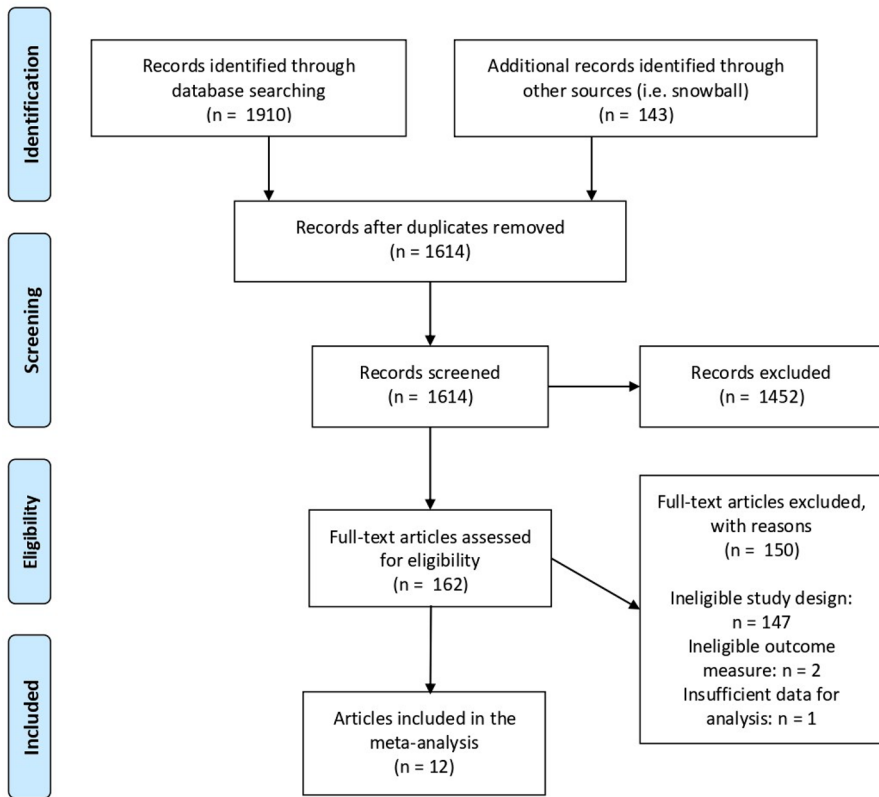 Identification
Records identified through
database searching
(n = 1910)
Additional records identified through
other sources (i.e. snowball)
(n = 143)
Records after duplicates removed
(n = 1614)
Screening
Records screened
(n = 1614)
Records excluded
(n = 1452)
Eligibility
Full-text articles assessed
for eligibility
(n = 162)
Full-text articles excluded,
with reasons
(n = 150)
Ineligible study design:
n = 147
Ineligible outcome
measure: n = 2
Insufficient data for
analysis: n = 1
Included
Articles included in the
meta-analysis
(n = 12)